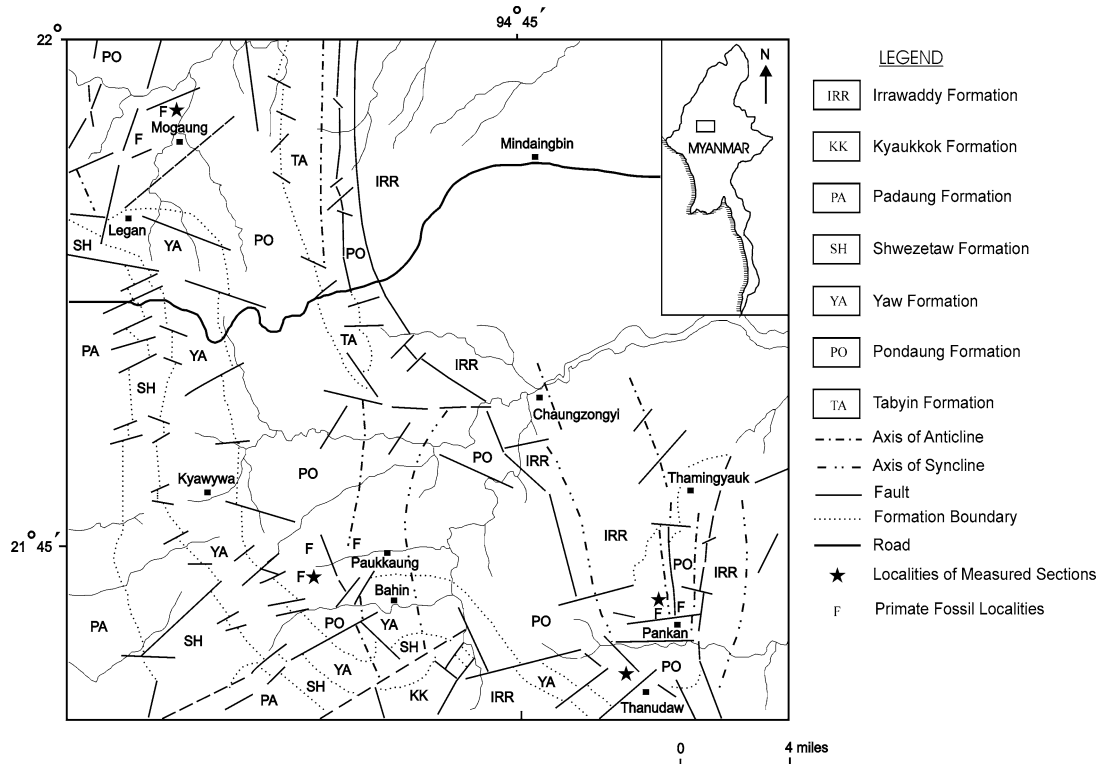 94° 45′
22°
PO
N
LEGEND
IRR Irrawaddy Formation
F
Mogaung
F
Mindaingbin
KK Kyaukkok Formation
MYANMAR
TA
IRR
PA Padaung Formation
Legan
SH
YA
PO
PO
SH Shwezetaw Formation
YA Yaw Formation
PA
YA
TA
PO Pondaung Formation
IRR
SH
TA Tabyin Formation
Chaungzongyi
Axis of Anticline
PO
IRR
Axis of Syncline
Kyawywa
PO
Thamingyauk
Fault
Formation Boundary
21° 45′
YA
F
F
IRR
Road
Paukkaung
PO
IRR
F
Localities of Measured Sections
Bahin
F
F
F Primate Fossil Localities
PA
SH
PO
YA
PO
Pankan
SH
YA
PO
SH
PA
KK
IRR
YA
Thanudaw
0 4 miles